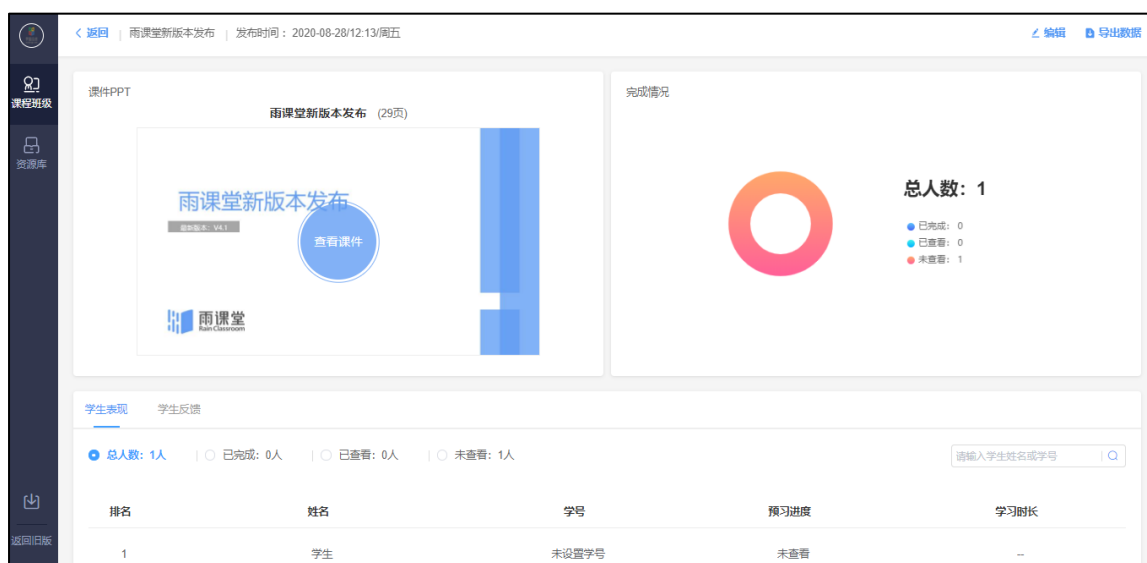 返回 | 雨课堂新版本发布 | 发布时间：2020-08-28/12:13/周五
编辑 导出数据
课程班级
资源库
返回旧版
课件PPT
雨课堂新版本发布 (29页)
雨课堂新版本发布
最新版本：V4.1
查看课件
雨课堂
Rain Classroom
完成情况
总人数：1
已完成：0
已查看：0
未查看：1
学生表现 学生反馈
总人数：1人 | 已完成：0人 | 已查看：0人 | 未查看：1人
请输入学生姓名或学号
排名 姓名 学号 预习进度 学习时长
1 学生 未设置学号 未查看 --